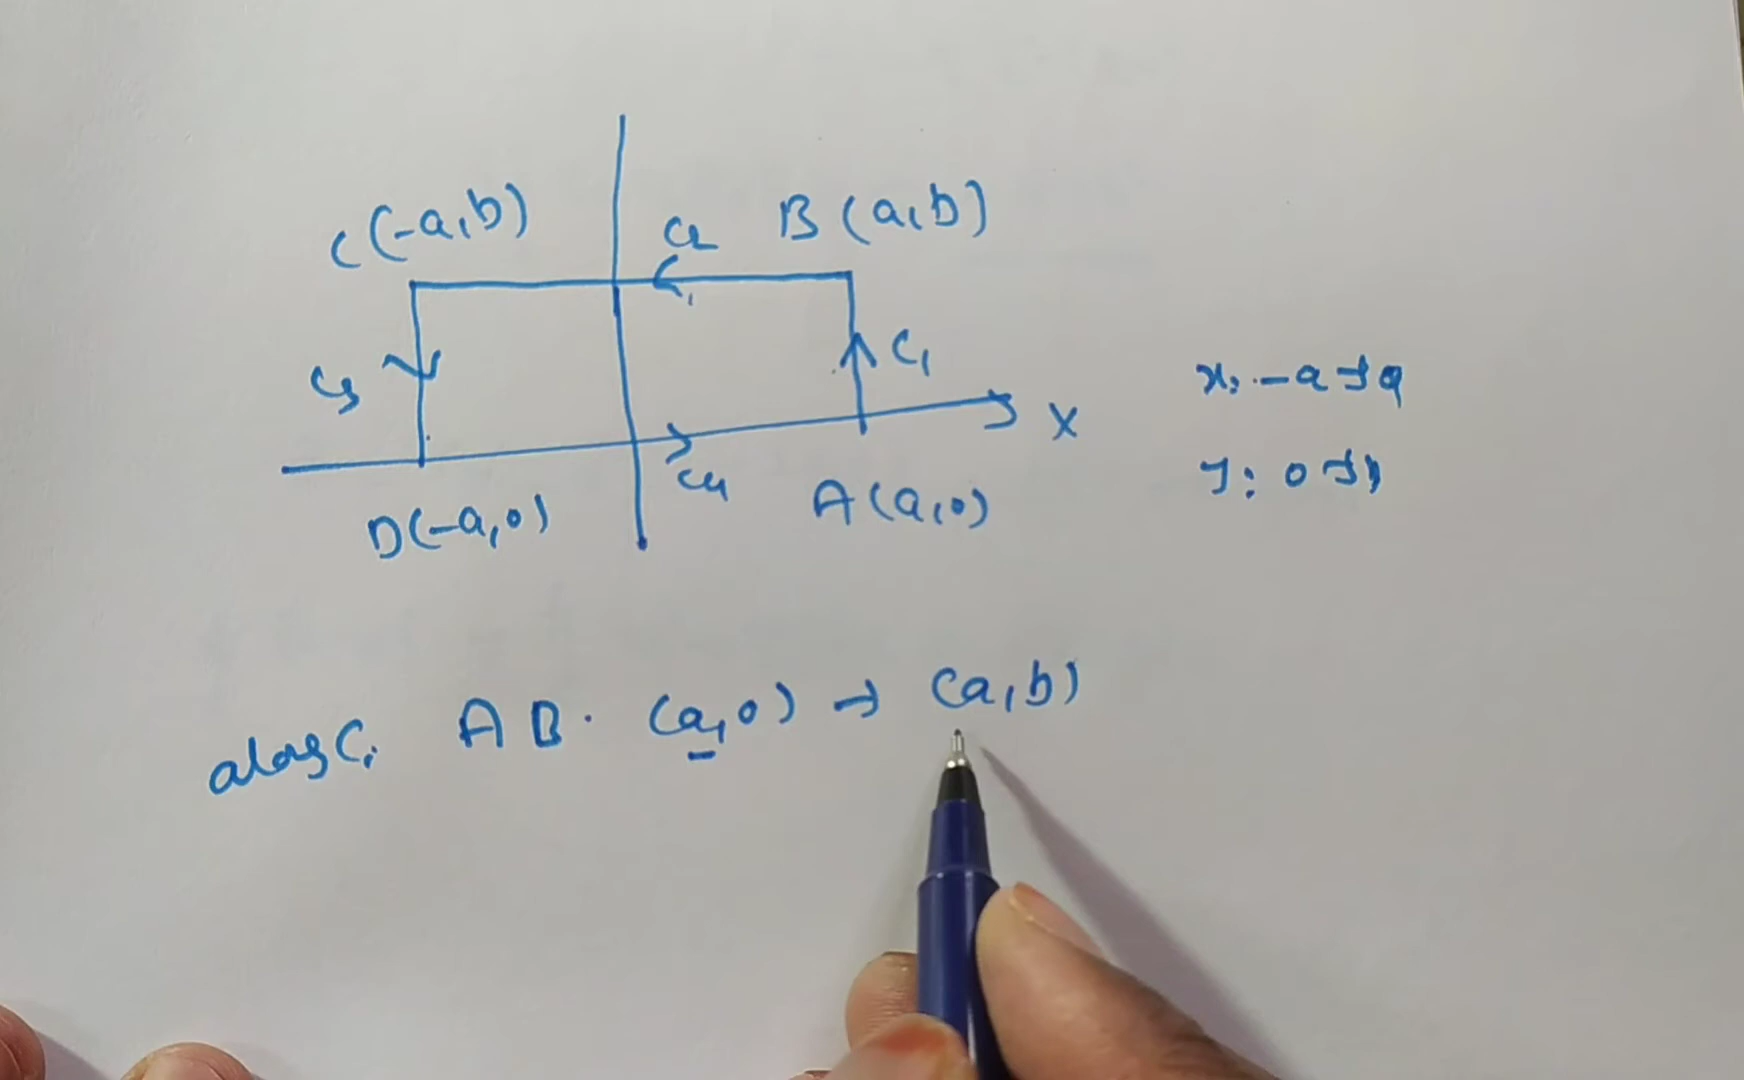 C(-a,b) C2 B(a,b)
C3 C1
x: -a→a
X
y: 0→b
C4
D(-a,0) A(a,0)
along C1 AB. (a,0) → (a,b)